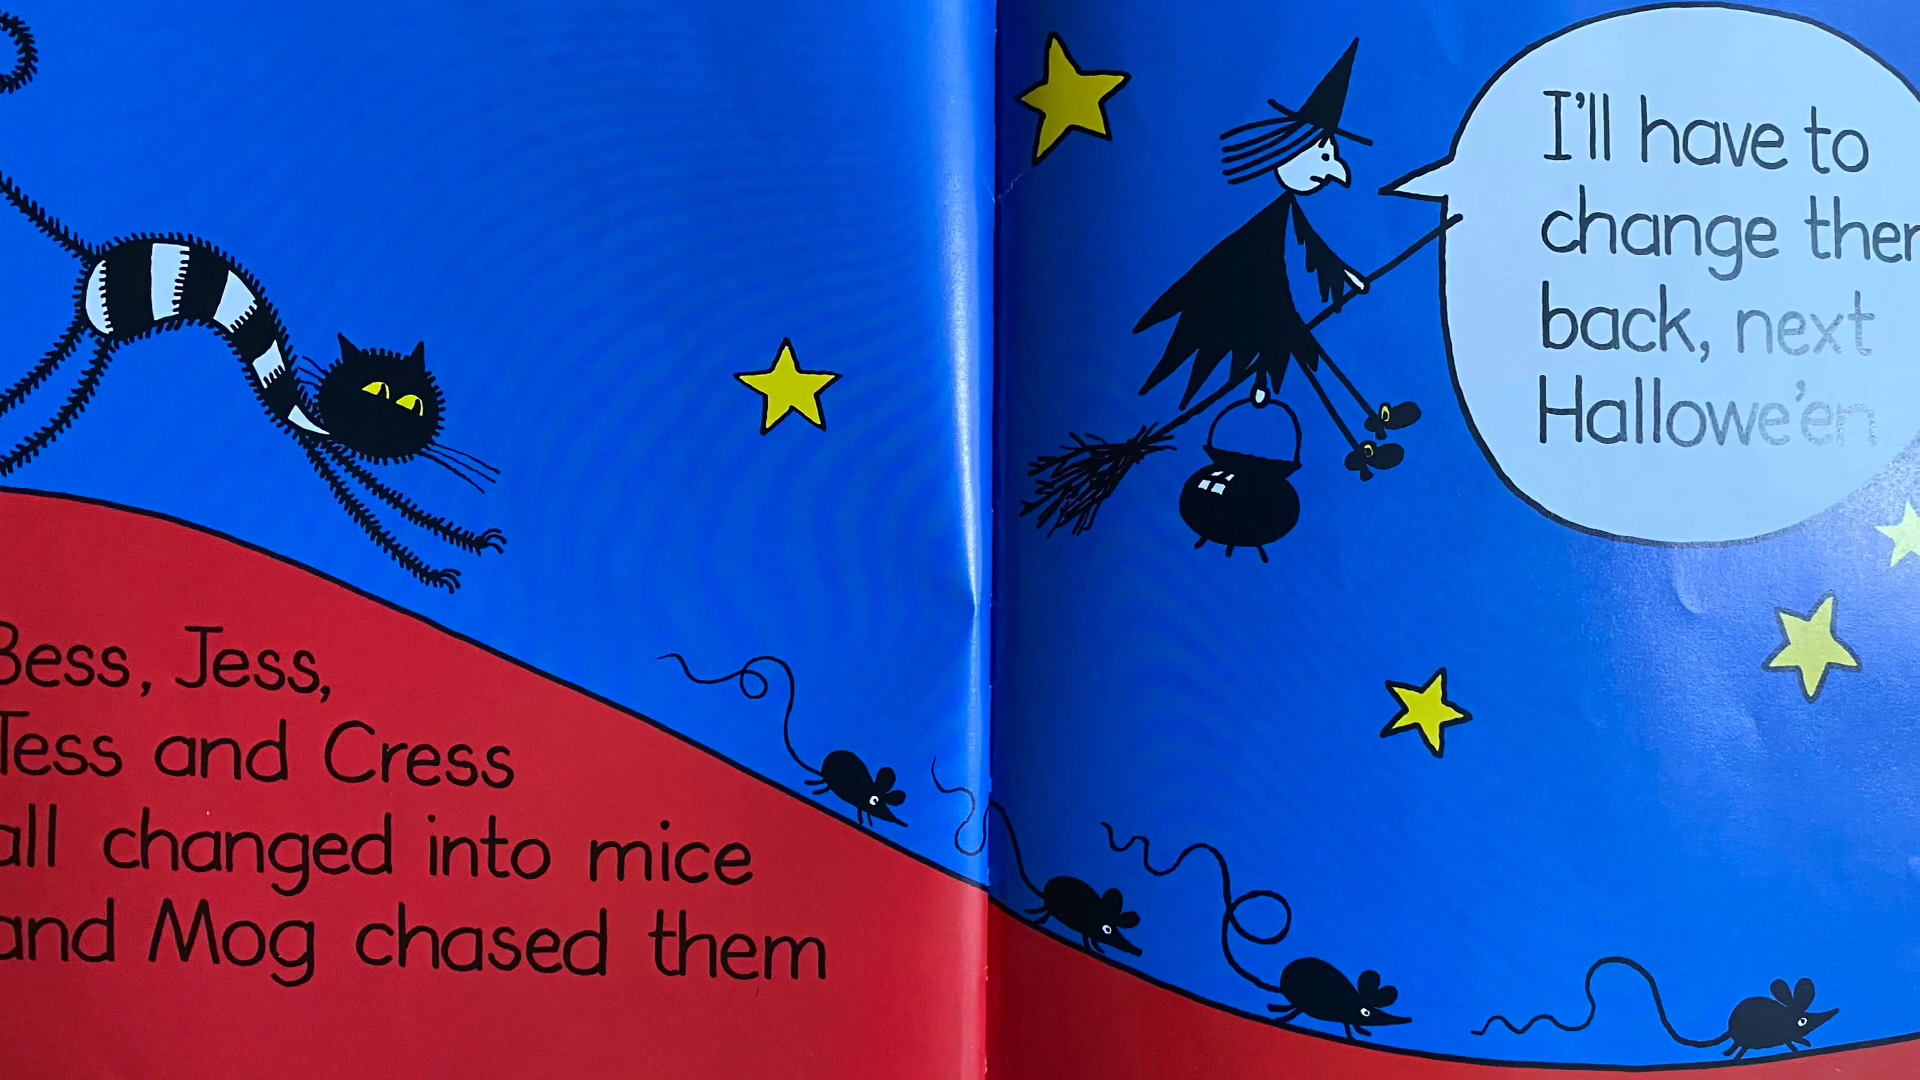 Bess, Jess,
Tess and Cress
all changed into mice
and Mog chased them
I'll have to
change
back, next
Hallowe'en